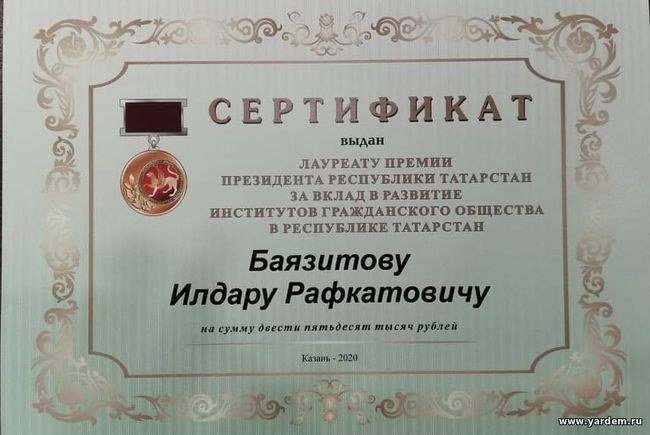 СЕРТИФИКАТ
выдан
ЛАУРЕАТУ ПРЕМИИ
ПРЕЗИДЕНТА РЕСПУБЛИКИ ТАТАРСТАН
ЗА ВКЛАД В РАЗВИТИЕ
ИНСТИТУТОВ ГРАЖДАНСКОГО ОБЩЕСТВА
В РЕСПУБЛИКЕ ТАТАРСТАН
Баязитову
Илдару Рафкатовичу
на сумму двести пятьдесят тысяч рублей
Казань - 2020
www.yardem.ru